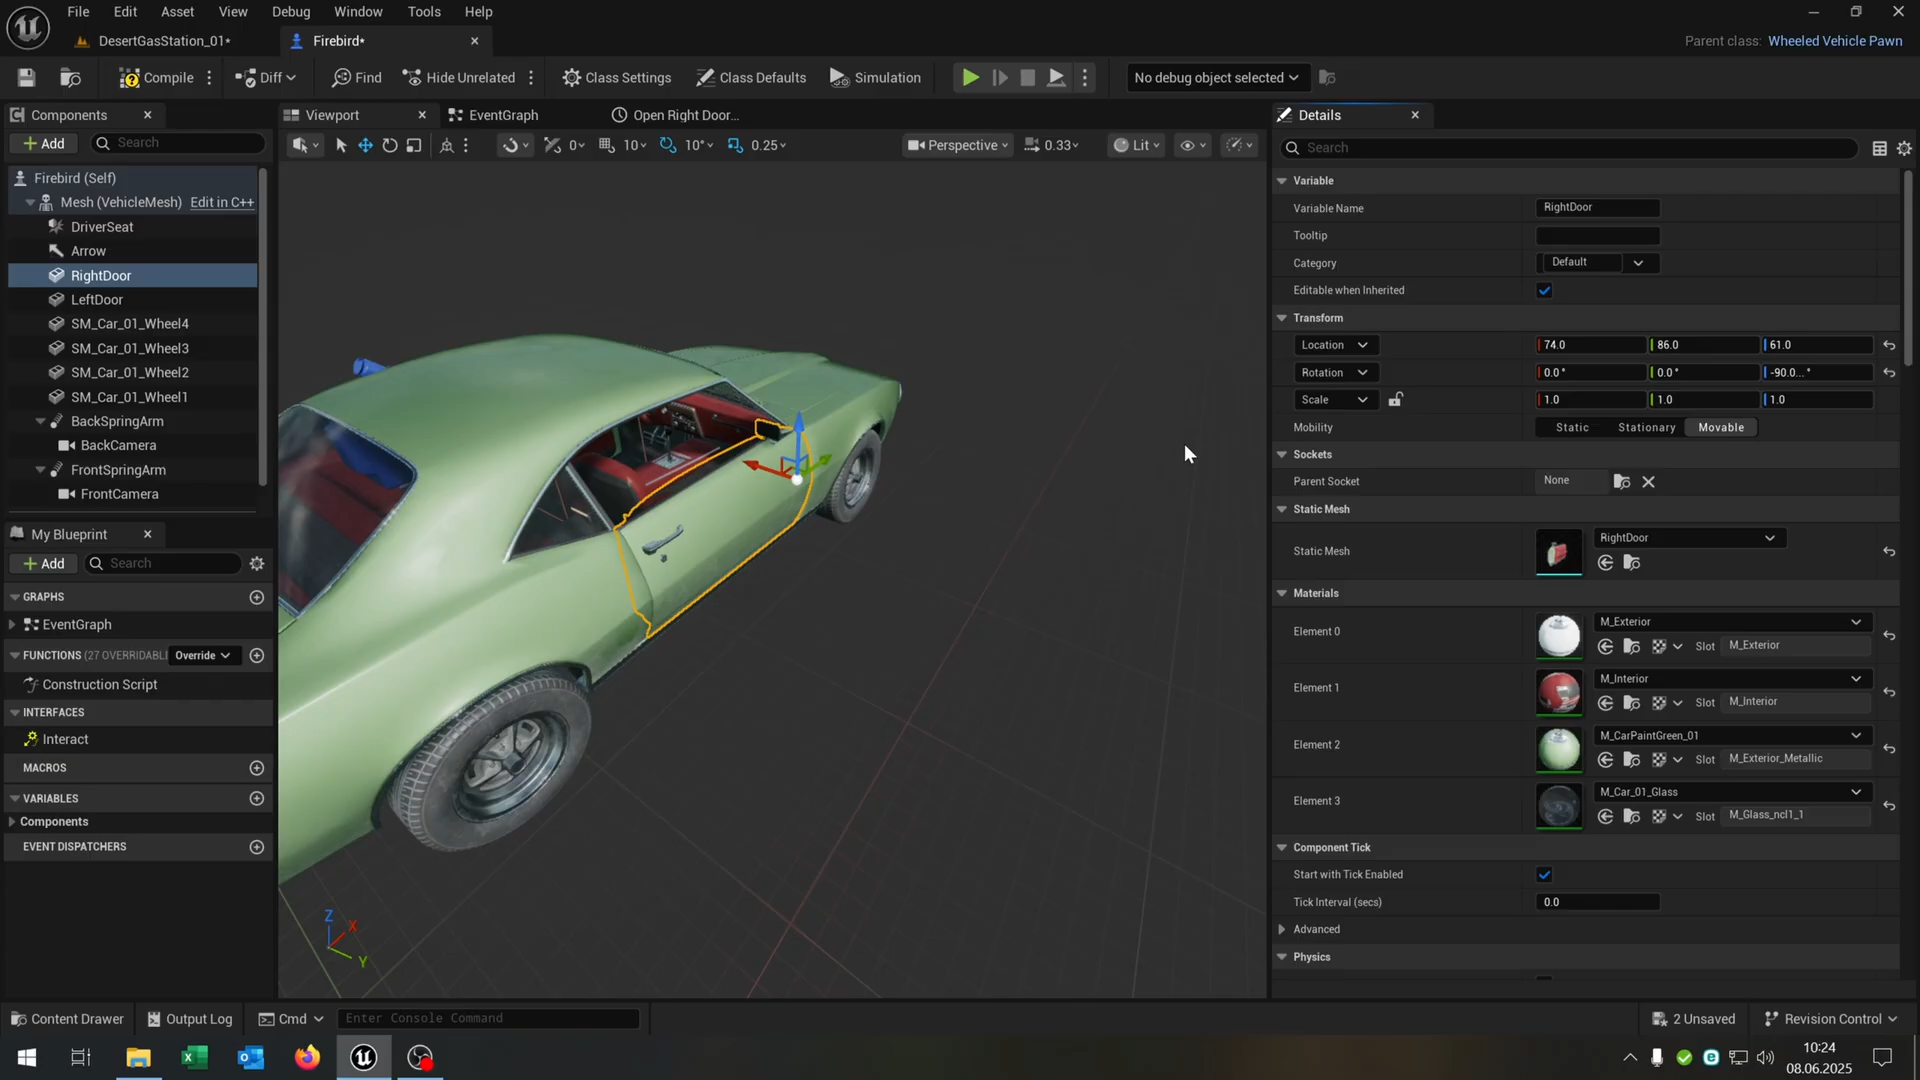 File Edit Asset View Debug Window Tools Help
DesertGasStation_01*
Firebird*
Parent class: Wheeled Vehicle Pawn
Compile
Diff
Find
Hide Unrelated
Class Settings
Class Defaults
Simulation
No debug object selected
Components
Viewport
EventGraph
Open Right Door...
Details
Add
Search
0
10
10°
0.25
Perspective
0.33
Lit
Search
Firebird (Self)
Mesh (VehicleMesh) Edit in C++
DriverSeat
Arrow
RightDoor
LeftDoor
SM_Car_01_Wheel4
SM_Car_01_Wheel3
SM_Car_01_Wheel2
SM_Car_01_Wheel1
BackSpringArm
BackCamera
FrontSpringArm
FrontCamera
My Blueprint
Add
Search
GRAPHS
EventGraph
FUNCTIONS (27 OVERRIDABL Override
Construction Script
INTERFACES
Interact
MACROS
VARIABLES
Components
EVENT DISPATCHERS
Z
X
Y
Variable
Variable Name RightDoor
Tooltip
Category Default
Editable when Inherited
Transform
Location 74.0 86.0 61.0
Rotation 0.0° 0.0° -90.0...°
Scale 1.0 1.0 1.0
Mobility Static Stationary Movable
Sockets
Parent Socket None
Static Mesh
Static Mesh RightDoor
Materials
Element 0 M_Exterior
Slot M_Exterior
Element 1 M_Interior
Slot M_Interior
Element 2 M_CarPaintGreen_01
Slot M_Exterior_Metallic
Element 3 M_Car_01_Glass
Slot M_Glass_ncl1_1
Component Tick
Start with Tick Enabled
Tick Interval (secs) 0.0
Advanced
Physics
Content Drawer
Output Log
Cmd
Enter Console Command
2 Unsaved
Revision Control
10:24
08.06.2025